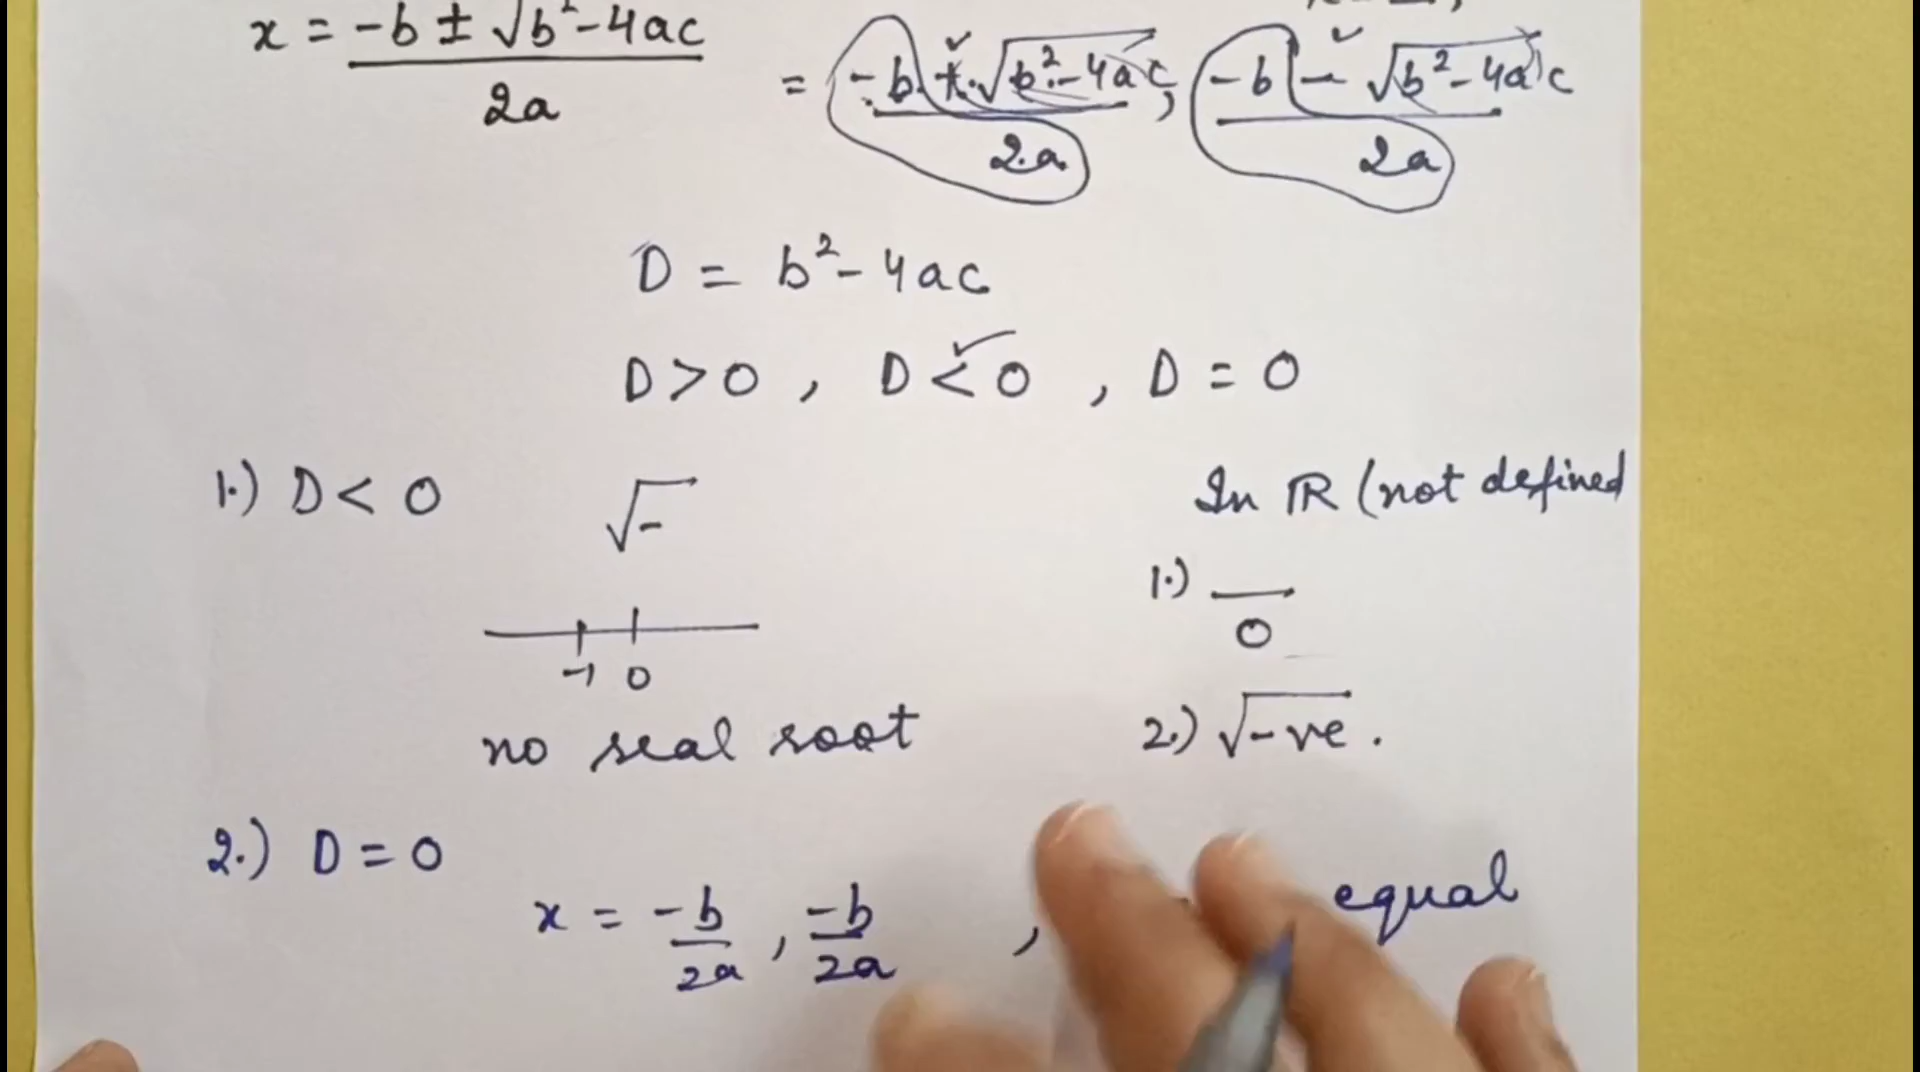 x = (-b ± √(b²-4ac))/2a
= (-b + √(b²-4ac))/2a , (-b - √(b²-4ac))/2a
D = b²-4ac
D>0 , D<0 , D=0
1.) D<0 √-
In ℝ (not defined
1.) —/0
-1 0
no real root
2.) √-ve .
2.) D=0
x = -b/2a , -b/2a , equal